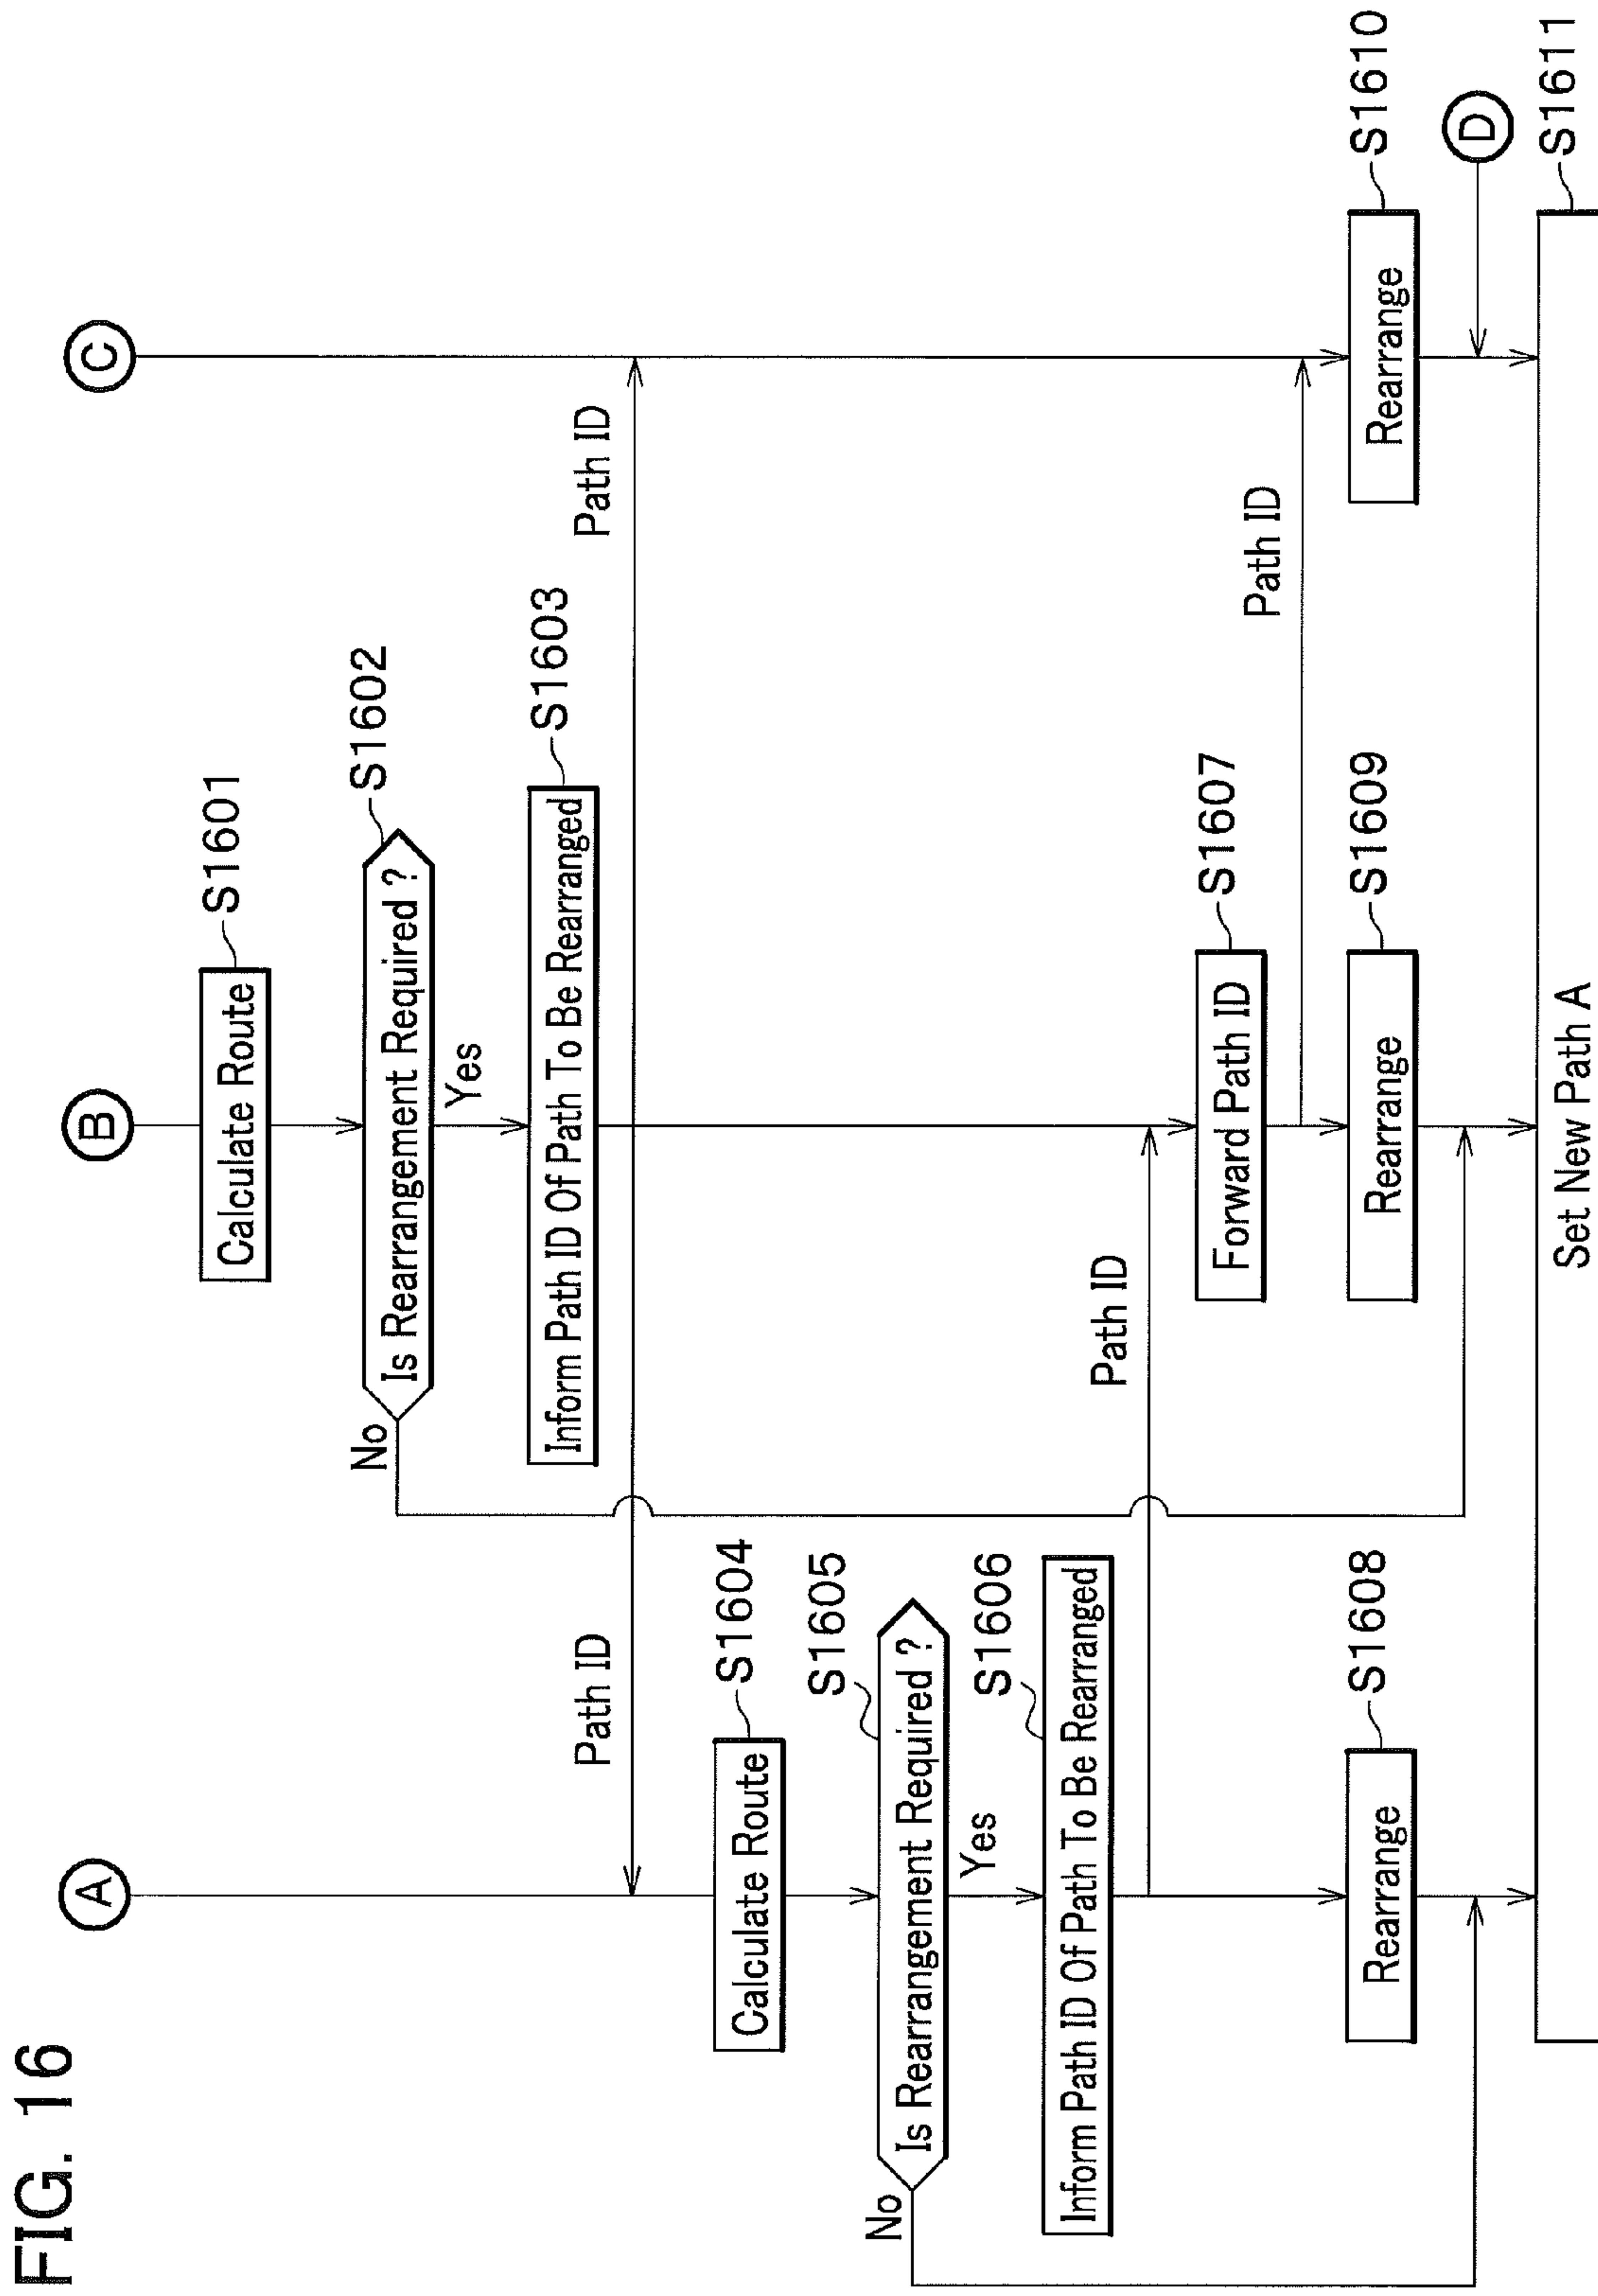 FIG. 16
A
B
C
Calculate Route
S1601
Is Rearrangement Required ?
S1602
No
Yes
Inform Path ID Of Path To Be Rearranged
S1603
Path ID
Path ID
Calculate Route
S1604
Is Rearrangement Required ?
S1605
No
Yes
Inform Path ID Of Path To Be Rearranged
S1606
Path ID
Forward Path ID
S1607
Path ID
Rearrange
S1608
Rearrange
S1609
Rearrange
S1610
D
Set New Path A
S1611